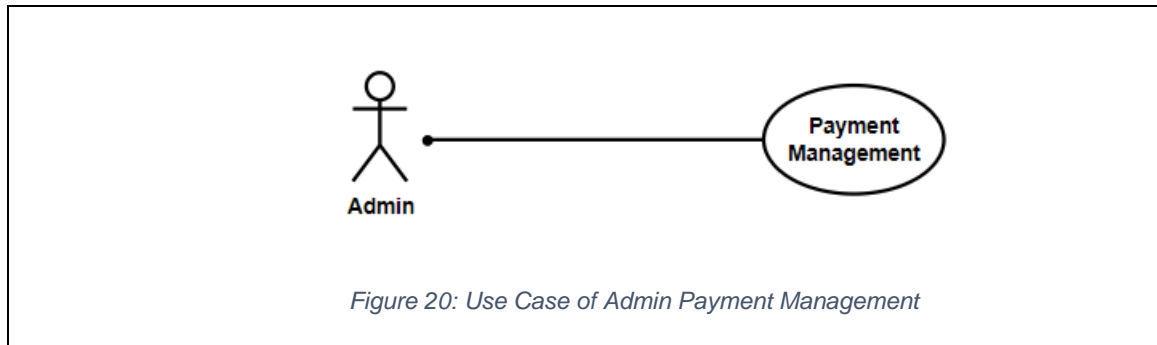 Payment
Management
Admin
Figure 20: Use Case of Admin Payment Management